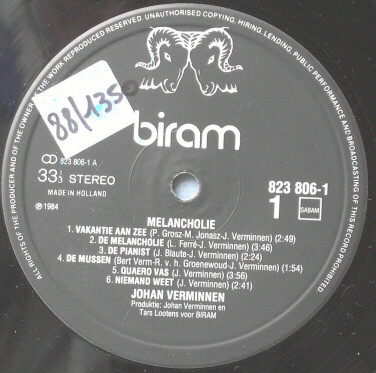 ALL RIGHTS OF THE PRODUCER AND OF THE OWNER OF THE WORK REPRODUCED RESERVED. UNAUTHORISED COPYING, HIRING, LENDING, PUBLIC PERFORMANCE AND BROADCASTING OF THIS RECORD PROHIBITED.
88/1350
biram
823 806-1 A
33 1/3 STEREO
MADE IN HOLLAND
℗ 1984
823 806-1
1
SABAM
MELANCHOLIE
1. VAKANTIE AAN ZEE (P. Grosz-M. Jonasz-J. Verminnen) (2:49)
2. DE MELANCHOLIE (L. Ferré-J. Verminnen) (3:46)
3. DE PIANIST (J. Blaute-J. Verminnen) (2:24)
4. DE MUSSEN (Bert Verm-R. v. h. Groenewoud-J. Verminnen) (1:54)
5. QUAERO VAS (J. Verminnen) (3:56)
6. NIEMAND WEET (J. Verminnen) (2:41)
JOHAN VERMINNEN
Produktie: Johan Verminnen en
Tars Lootens voor BIRAM